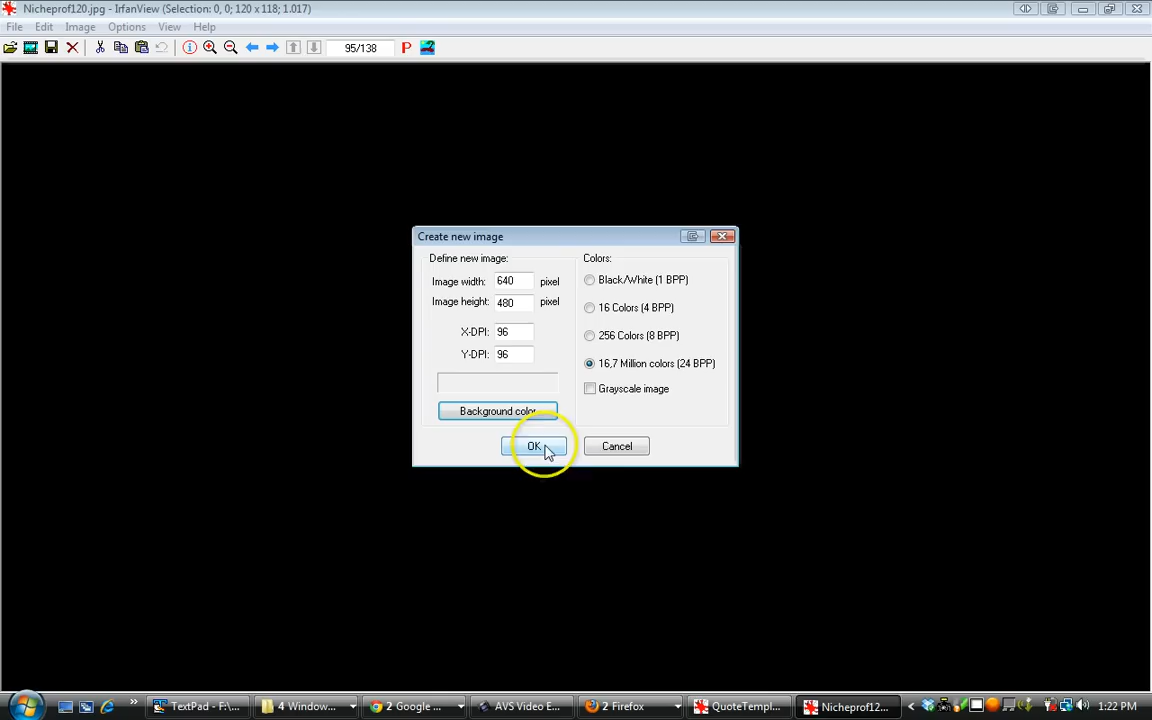 Nicheprof120.jpg - IrfanView (Selection: 0, 0; 120 x 118; 1.017)
File Edit Image Options View Help
95/138
Create new image
Define new image:
Image width: 640 pixel
Image height: 480 pixel
X-DPI: 96
Y-DPI: 96
Background color
Colors:
Black/White (1 BPP)
16 Colors (4 BPP)
256 Colors (8 BPP)
16,7 Million colors (24 BPP)
Grayscale image
OK Cancel
TextPad - F:\... 4 Window... 2 Google ... AVS Video E... 2 Firefox QuoteTempl... Nicheprof12... 1:22 PM